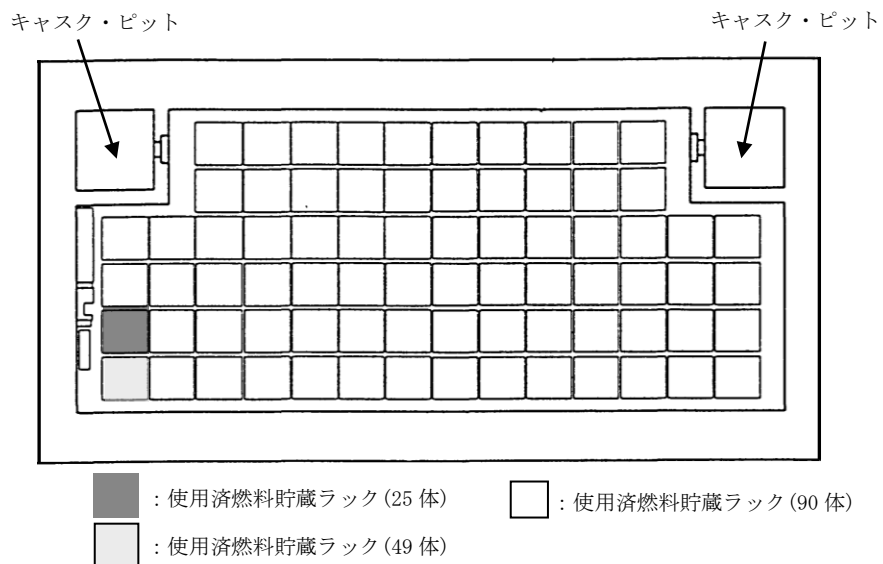 キャスク・ピット
キャスク・ピット
：使用済燃料貯蔵ラック(25 体)
：使用済燃料貯蔵ラック(90 体)
：使用済燃料貯蔵ラック(49 体)